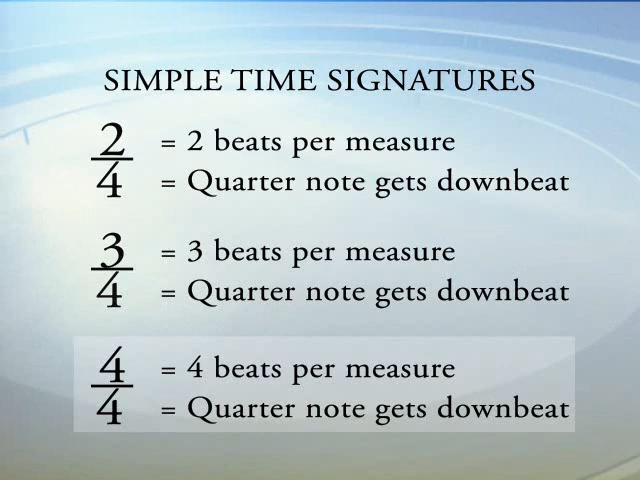 SIMPLE TIME SIGNATURES
2 = 2 beats per measure
4 = Quarter note gets downbeat
3 = 3 beats per measure
4 = Quarter note gets downbeat
4 = 4 beats per measure
4 = Quarter note gets downbeat